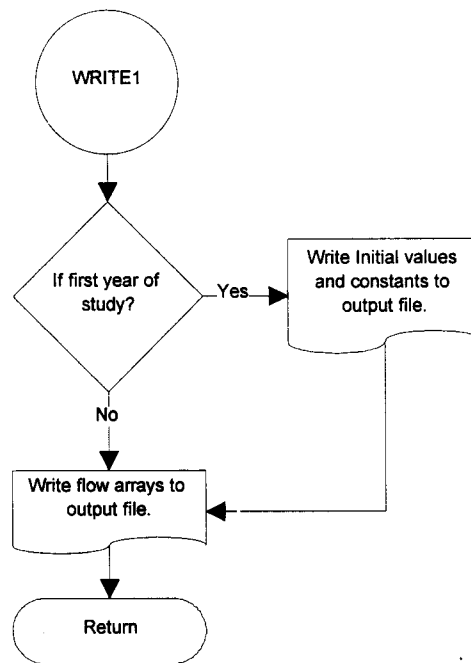 WRITE1
If first year of
study?
Yes
Write Initial values
and constants to
output file.
No
Write flow arrays to
output file.
Return